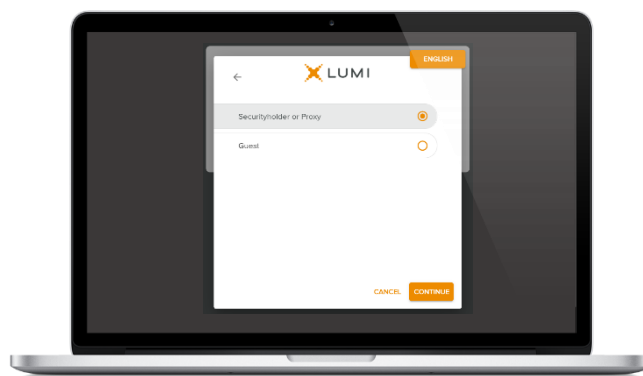 ENGLISH
LUMI
Securityholder or Proxy
Guest
CANCEL
CONTINUE